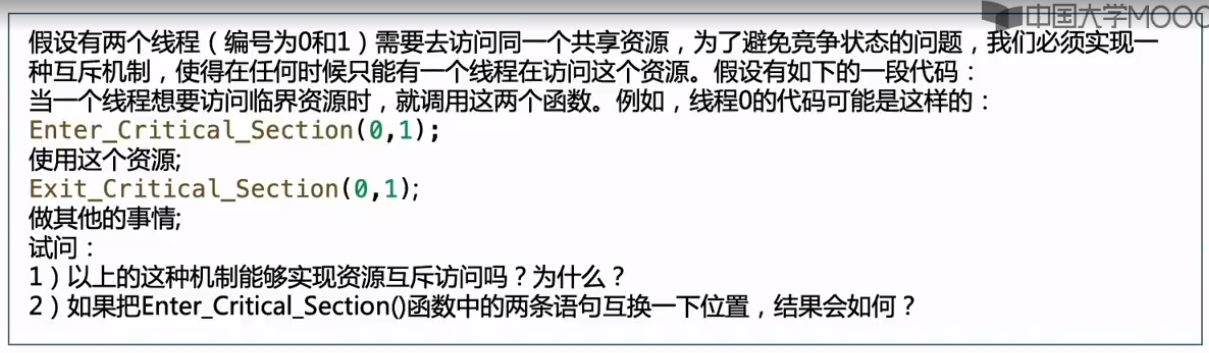 中国大学MOOC
假设有两个线程（编号为0和1）需要去访问同一个共享资源，为了避免竞争状态的问题，我们必须实现一
种互斥机制，使得在任何时候只能有一个线程在访问这个资源。假设有如下的一段代码：
当一个线程想要访问临界资源时，就调用这两个函数。例如，线程0的代码可能是这样的：
Enter_Critical_Section(0,1);
使用这个资源;
Exit_Critical_Section(0,1);
做其他的事情;
试问：
1）以上的这种机制能够实现资源互斥访问吗？为什么？
2）如果把Enter_Critical_Section()函数中的两条语句互换一下位置，结果会如何？